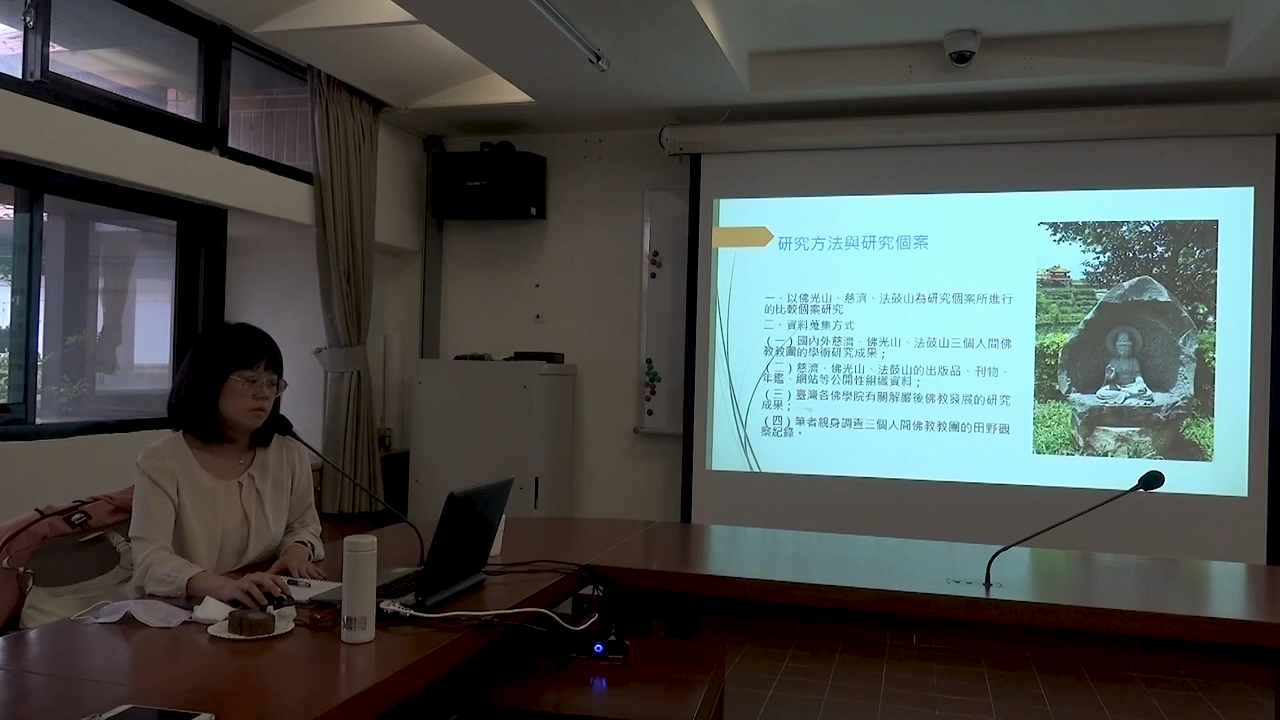 研究方法與研究個案
一、以佛光山、慈濟、法鼓山為研究個案所進行
的比較個案研究
二、資料蒐集方式
（一）國內外慈濟、佛光山、法鼓山三個人間佛
教教團的學術研究成果；
（二）慈濟、佛光山、法鼓山的出版品、刊物、
年鑑、網站等公開性組織資料；
（三）臺灣各佛學院有關解嚴後佛教發展的研究
成果；
（四）筆者親身調查三個人間佛教教團的田野觀
察紀錄。